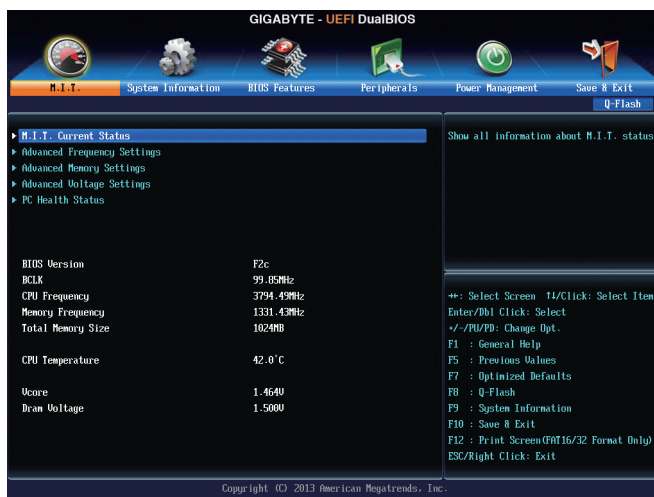 GIGABYTE - UEFI DualBIOS
M.I.T. System Information BIOS Features Peripherals Power Management Save & Exit
Q-Flash
M.I.T. Current Status
Advanced Frequency Settings
Advanced Memory Settings
Advanced Voltage Settings
PC Health Status
BIOS Version F2c
BCLK 99.85MHz
CPU Frequency 3794.49MHz
Memory Frequency 1331.43MHz
Total Memory Size 1024MB
CPU Temperature 42.0°C
Vcore 1.464V
Dram Voltage 1.500V
Show all information about M.I.T. status
→←: Select Screen ↑↓/Click: Select Item
Enter/Dbl Click: Select
+/-/PU/PD: Change Opt.
F1 : General Help
F5 : Previous Values
F7 : Optimized Defaults
F8 : Q-Flash
F9 : System Information
F10 : Save & Exit
F12 : Print Screen(FAT16/32 Format Only)
ESC/Right Click: Exit
Copyright (C) 2013 American Megatrends, Inc.